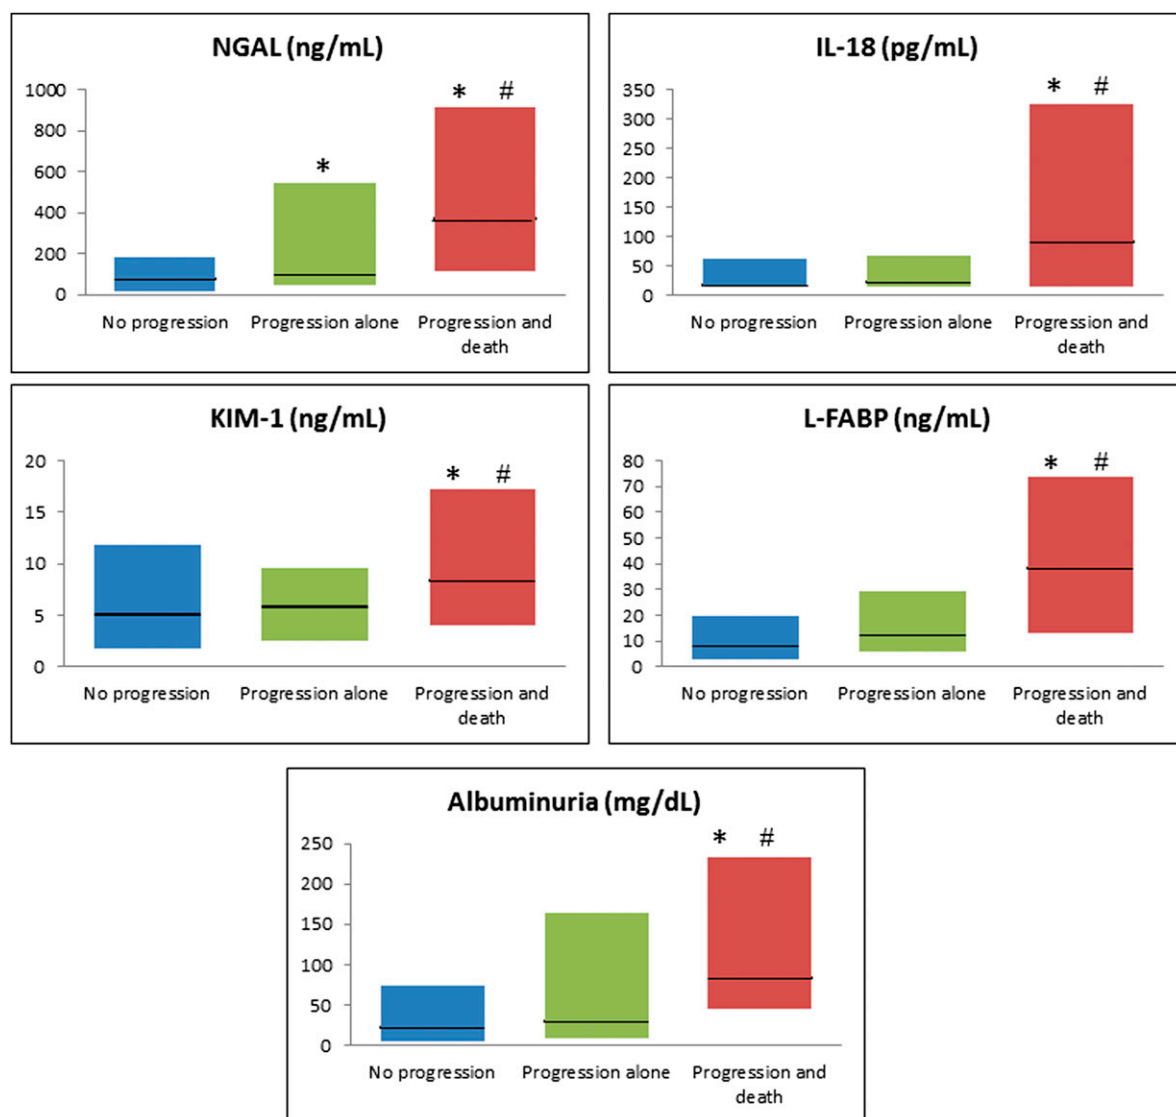 NGAL (ng/mL)
1000
800
600
400
200
0
*
* #
No progression
Progression alone
Progression and
death
IL-18 (pg/mL)
350
300
250
200
150
100
50
0
* #
No progression
Progression alone
Progression and
death
KIM-1 (ng/mL)
20
15
10
5
0
* #
No progression
Progression alone
Progression and
death
L-FABP (ng/mL)
80
70
60
50
40
30
20
10
0
* #
No progression
Progression alone
Progression and
death
Albuminuria (mg/dL)
250
200
150
100
50
0
* #
No progression
Progression alone
Progression and
death